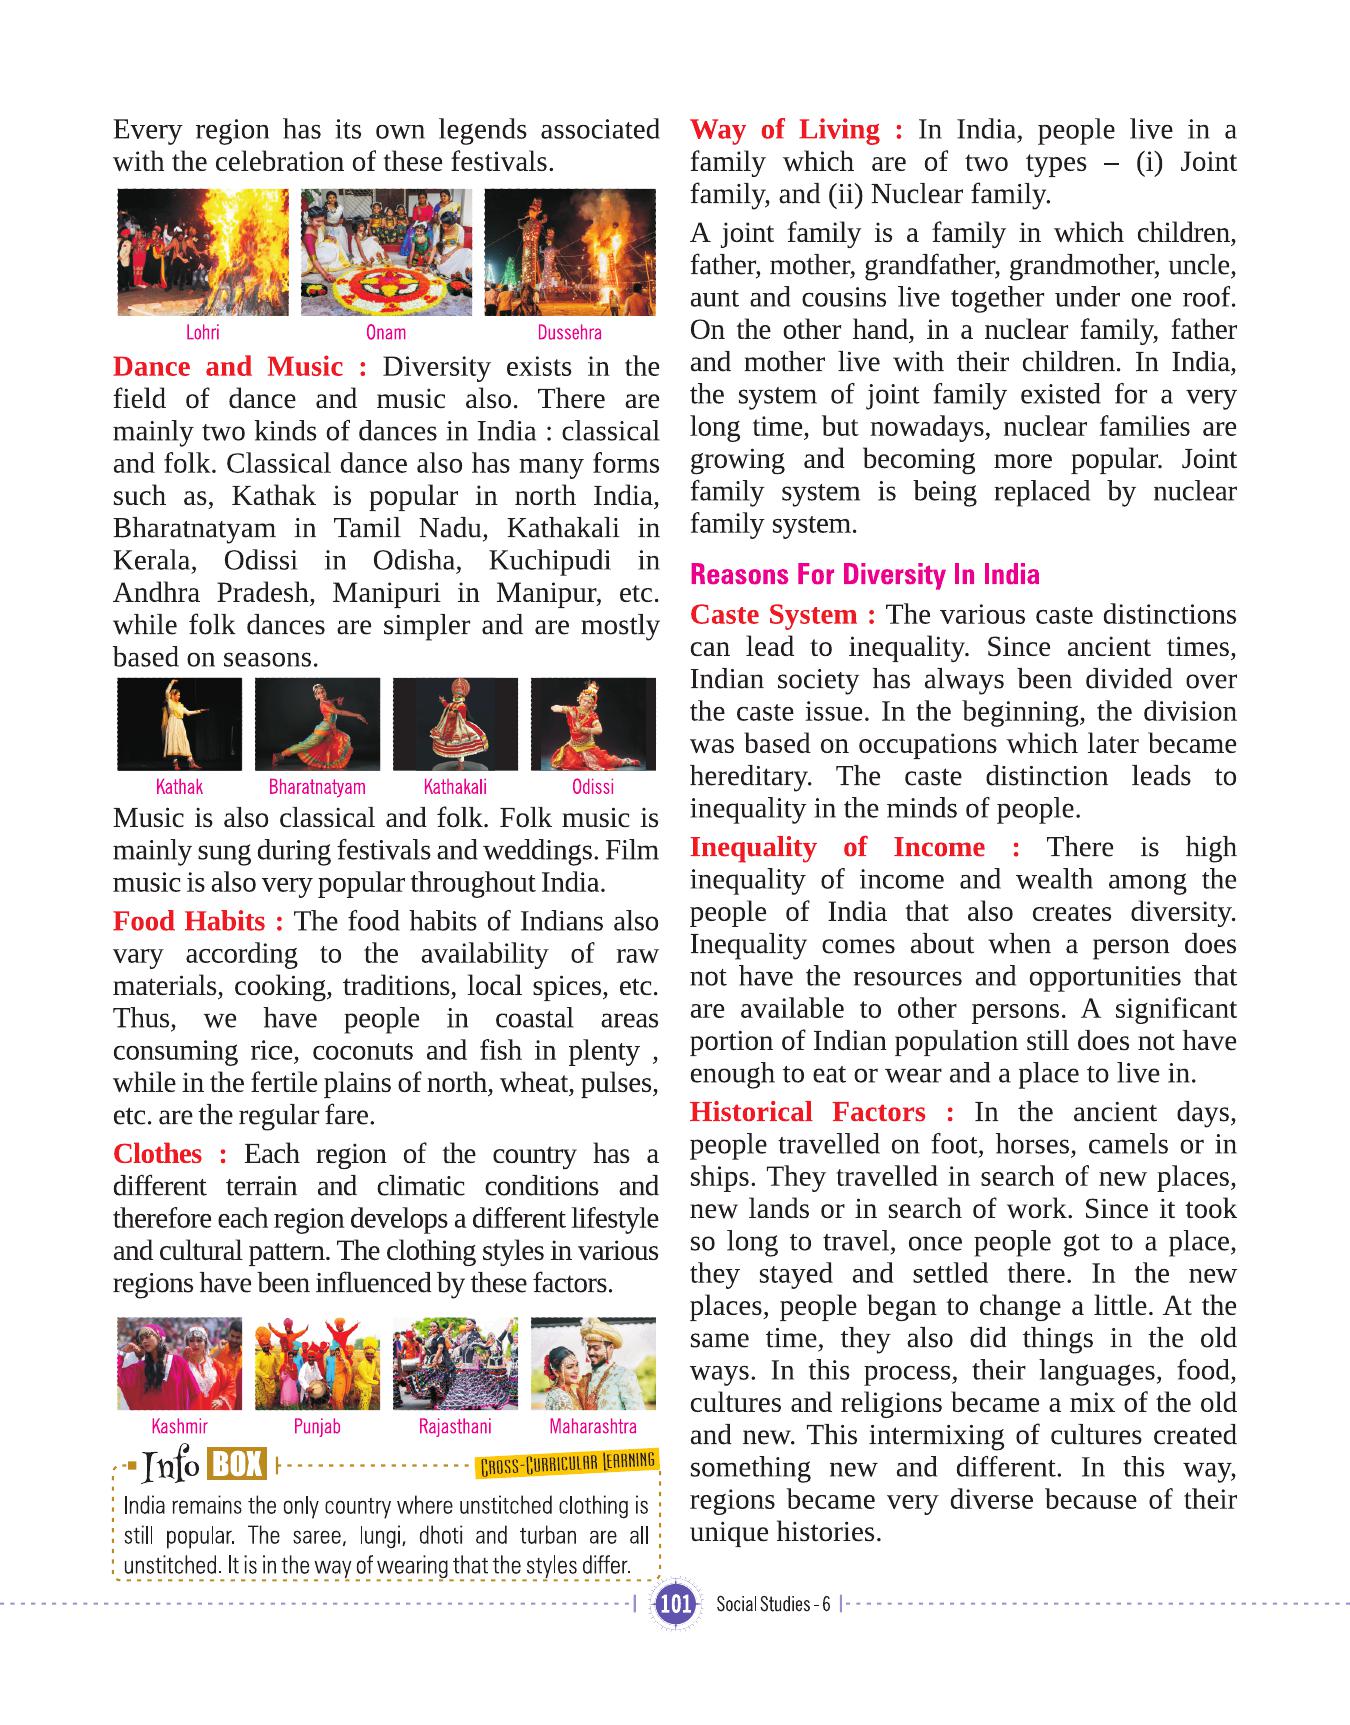 Every region has its own legends associated
with the celebration of these festivals.
Lohri
Onam
Dussehra
Dance and Music : Diversity exists in the
field of dance and music also. There are
mainly two kinds of dances in India : classical
and folk. Classical dance also has many forms
such as, Kathak is popular in north India,
Bharatnatyam in Tamil Nadu, Kathakali in
Kerala, Odissi in Odisha, Kuchipudi in
Andhra Pradesh, Manipuri in Manipur, etc.
while folk dances are simpler and are mostly
based on seasons.
Kathak
Bharatnatyam
Kathakali
Odissi
Music is also classical and folk. Folk music is
mainly sung during festivals and weddings. Film
music is also very popular throughout India.
Food Habits : The food habits of Indians also
vary according to the availability of raw
materials, cooking, traditions, local spices, etc.
Thus, we have people in coastal areas
consuming rice, coconuts and fish in plenty ,
while in the fertile plains of north, wheat, pulses,
etc. are the regular fare.
Clothes : Each region of the country has a
different terrain and climatic conditions and
therefore each region develops a different lifestyle
and cultural pattern. The clothing styles in various
regions have been influenced by these factors.
Kashmir
Punjab
Rajasthani
Maharashtra
Info BOX
CROSS-CURRICULAR LEARNING
India remains the only country where unstitched clothing is
still popular. The saree, lungi, dhoti and turban are all
unstitched. It is in the way of wearing that the styles differ.
Way of Living : In India, people live in a
family which are of two types – (i) Joint
family, and (ii) Nuclear family.
A joint family is a family in which children,
father, mother, grandfather, grandmother, uncle,
aunt and cousins live together under one roof.
On the other hand, in a nuclear family, father
and mother live with their children. In India,
the system of joint family existed for a very
long time, but nowadays, nuclear families are
growing and becoming more popular. Joint
family system is being replaced by nuclear
family system.
Reasons For Diversity In India
Caste System : The various caste distinctions
can lead to inequality. Since ancient times,
Indian society has always been divided over
the caste issue. In the beginning, the division
was based on occupations which later became
hereditary. The caste distinction leads to
inequality in the minds of people.
Inequality of Income : There is high
inequality of income and wealth among the
people of India that also creates diversity.
Inequality comes about when a person does
not have the resources and opportunities that
are available to other persons. A significant
portion of Indian population still does not have
enough to eat or wear and a place to live in.
Historical Factors : In the ancient days,
people travelled on foot, horses, camels or in
ships. They travelled in search of new places,
new lands or in search of work. Since it took
so long to travel, once people got to a place,
they stayed and settled there. In the new
places, people began to change a little. At the
same time, they also did things in the old
ways. In this process, their languages, food,
cultures and religions became a mix of the old
and new. This intermixing of cultures created
something new and different. In this way,
regions became very diverse because of their
unique histories.
101
Social Studies - 6